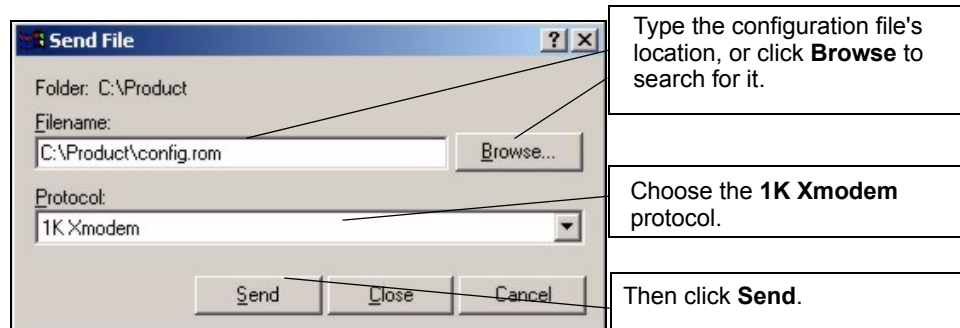 Send File
Folder: C:\Product
Filename:
C:\Product\config.rom
Browse...
Protocol:
1K Xmodem
Send
Close
Cancel
Type the configuration file's
location, or click Browse to
search for it.
Choose the 1K Xmodem
protocol.
Then click Send.